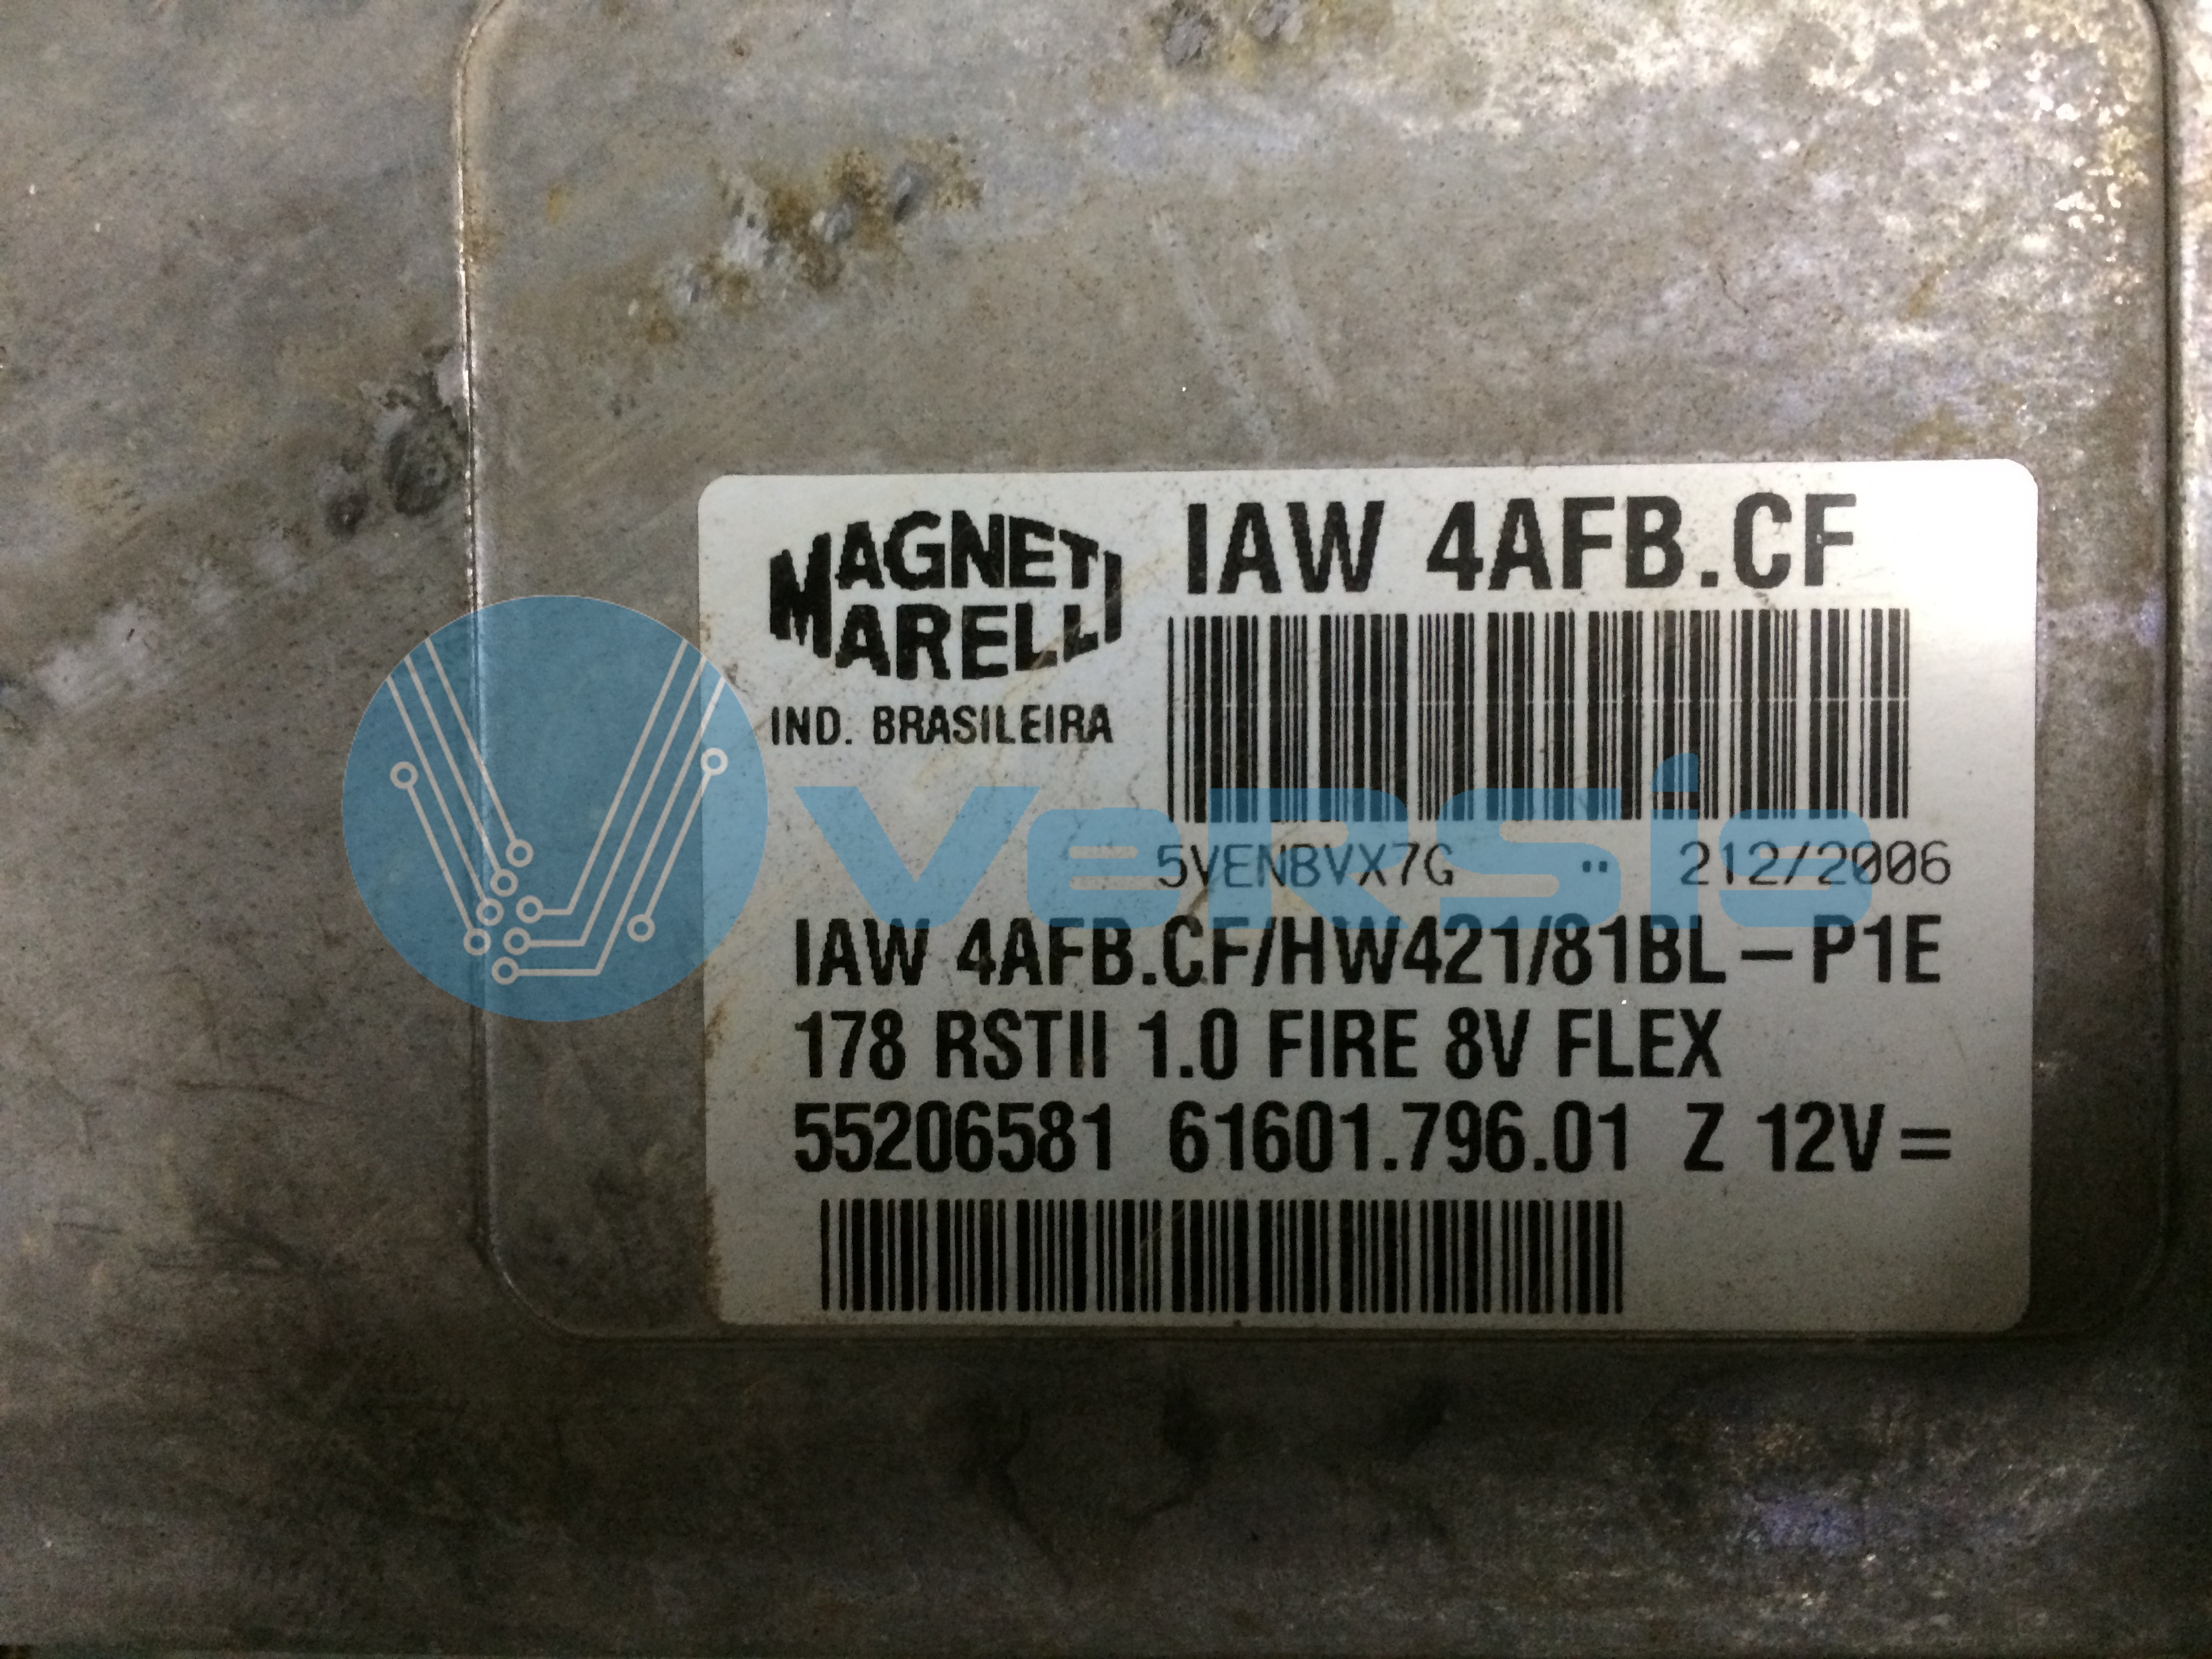 MAGNETI
MARELLI
IND. BRASILEIRA
IAW 4AFB.CF
VeRSis
5VENBVX7G .. 212/2006
IAW 4AFB.CF/HW421/81BL-P1E
178 RSTII 1.0 FIRE 8V FLEX
55206581 61601.796.01 Z 12V=